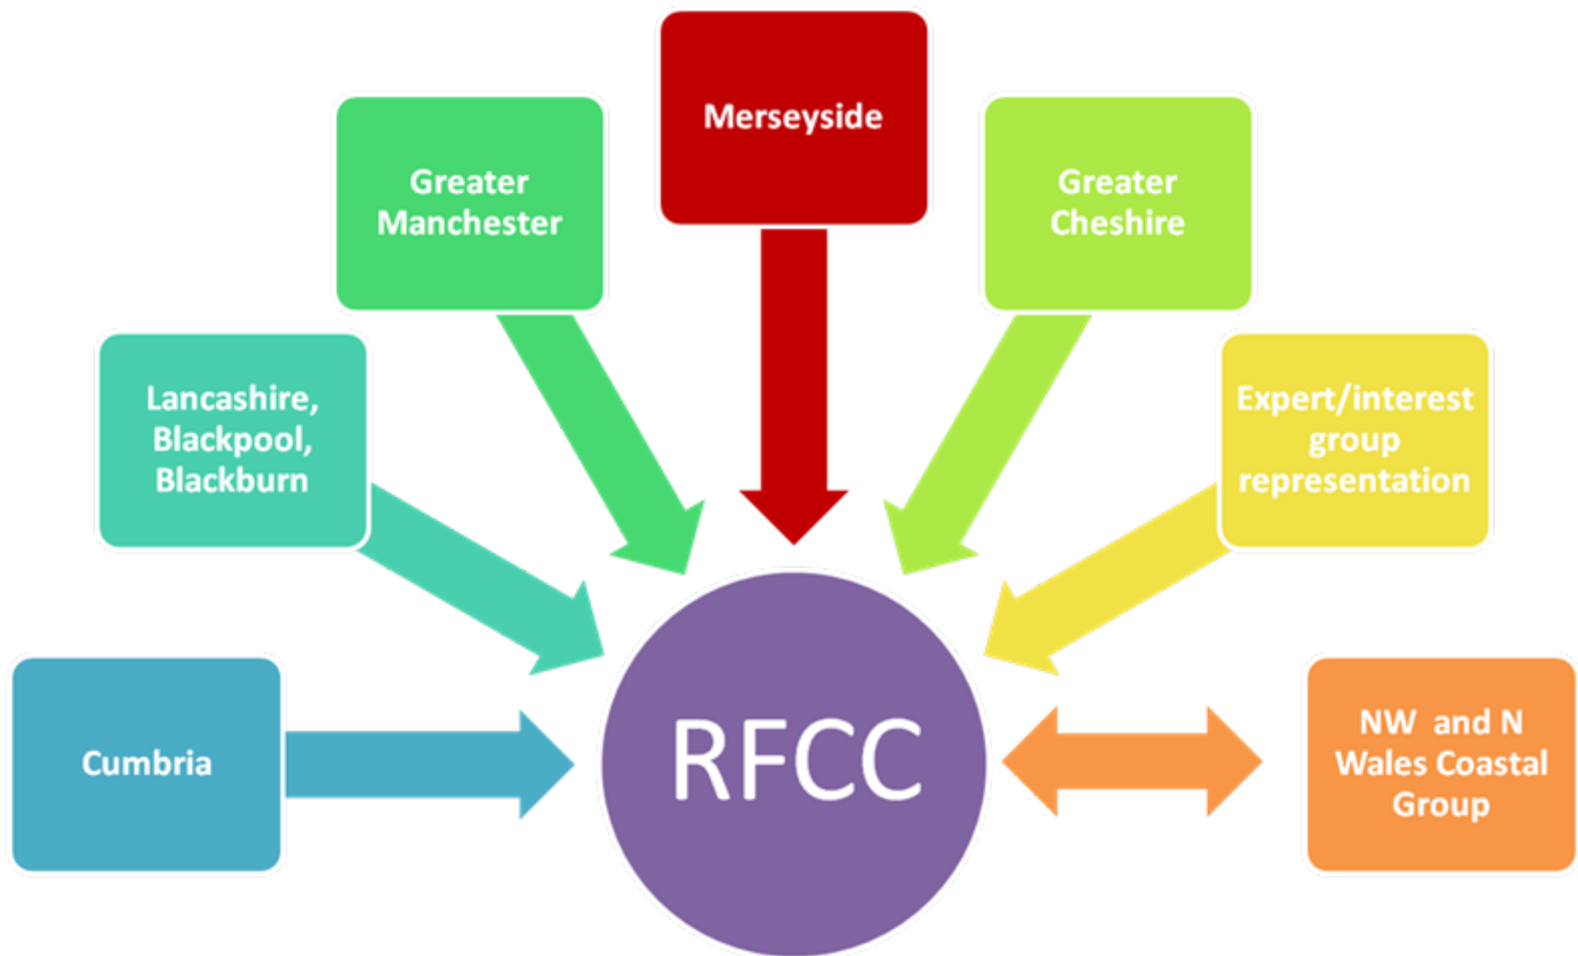 Merseyside
Greater
Manchester
Greater
Cheshire
Lancashire,
Blackpool,
Blackburn
Expert/interest
group
representation
Cumbria
RFCC
NW and N
Wales Coastal
Group